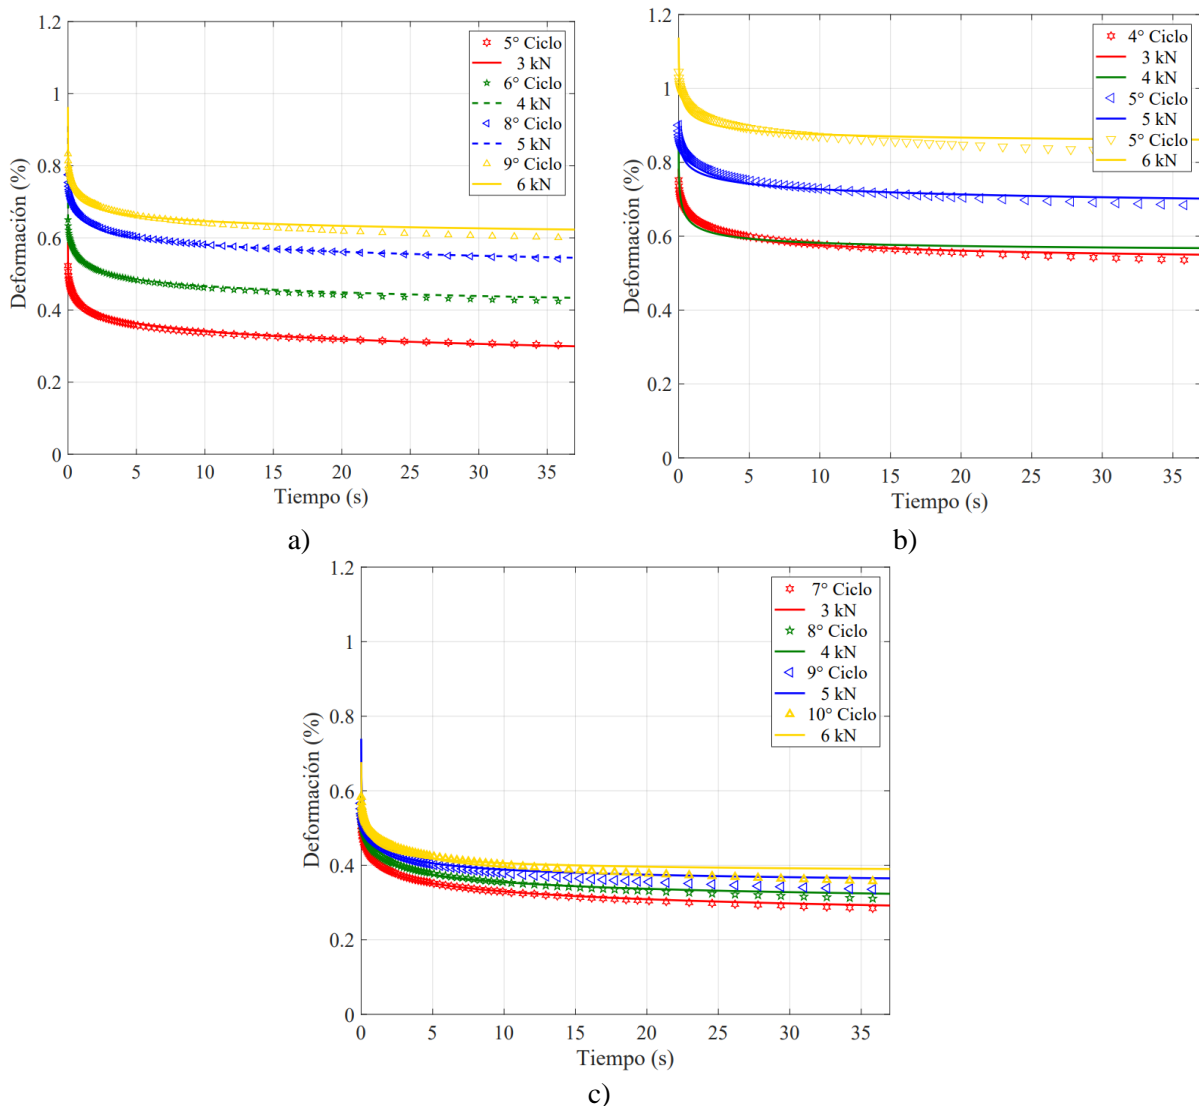 1.2
1
0.8
0.6
0.4
0.2
0
Deformación (%)
5° Ciclo
3 kN
6° Ciclo
4 kN
8° Ciclo
5 kN
9° Ciclo
6 kN
0 5 10 15 20 25 30 35
Tiempo (s)
a)
1.2
1
0.8
0.6
0.4
0.2
0
Deformación (%)
4° Ciclo
3 kN
4 kN
5° Ciclo
5 kN
5° Ciclo
6 kN
0 5 10 15 20 25 30 35
Tiempo (s)
b)
1.2
1
0.8
0.6
0.4
0.2
0
Deformación (%)
7° Ciclo
3 kN
8° Ciclo
4 kN
9° Ciclo
5 kN
10° Ciclo
6 kN
0 5 10 15 20 25 30 35
Tiempo (s)
c)